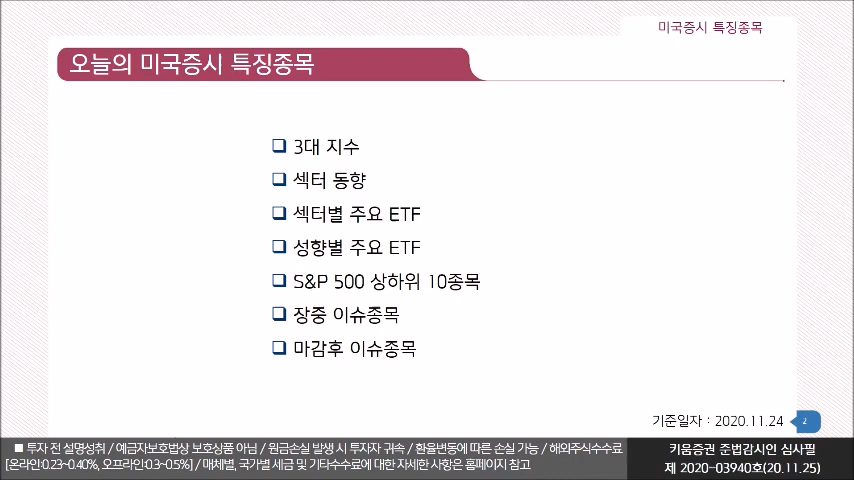 미국증시 특징종목
오늘의 미국증시 특징종목
❑ 3대 지수
❑ 섹터 동향
❑ 섹터별 주요 ETF
❑ 성향별 주요 ETF
❑ S&P 500 상하위 10종목
❑ 장중 이슈종목
❑ 마감후 이슈종목
기준일자 : 2020.11.24
2
■ 투자 전 설명성취 / 예금자보호법상 보호상품 아님 / 원금손실 발생 시 투자자 귀속 / 환율변동에 따른 손실 가능 / 해외주식수수료
[온라인:0.23~0.40%, 오프라인:0.3~0.5%] / 매체별, 국가별 세금 및 기타수수료에 대한 자세한 사항은 홈페이지 참고
키움증권 준법감시인 심사필
제 2020-03940호(20.11.25)